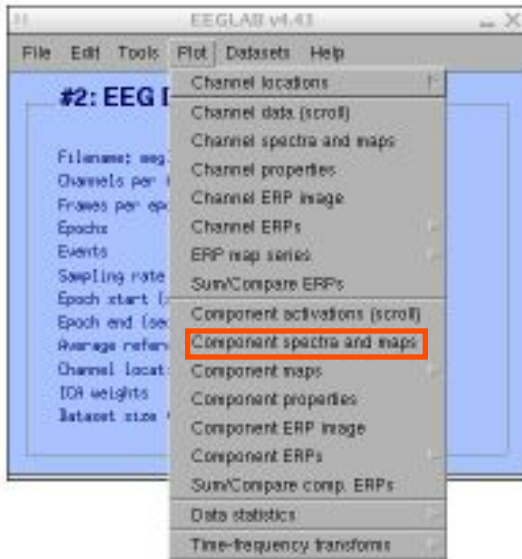 EEGLAB v4.43
File Edit Tools Plot Datasets Help
#2: EEG
Channel locations
Channel data (scroll)
Channel spectra and maps
Channel properties
Channel ERP image
Channel ERPs
ERP map series
Sum/Compare ERPs
Component activations (scroll)
Component spectra and maps
Component maps
Component properties
Component ERP image
Component ERPs
Sum/Compare comp. ERPs
Data statistics
Time-frequency transforms
Filename: eeg
Channels per
Frames per epo
Epochs
Events
Sampling rate
Epoch start (
Epoch end (sec
Average refere
Channel locat
ICA weights
Dataset size